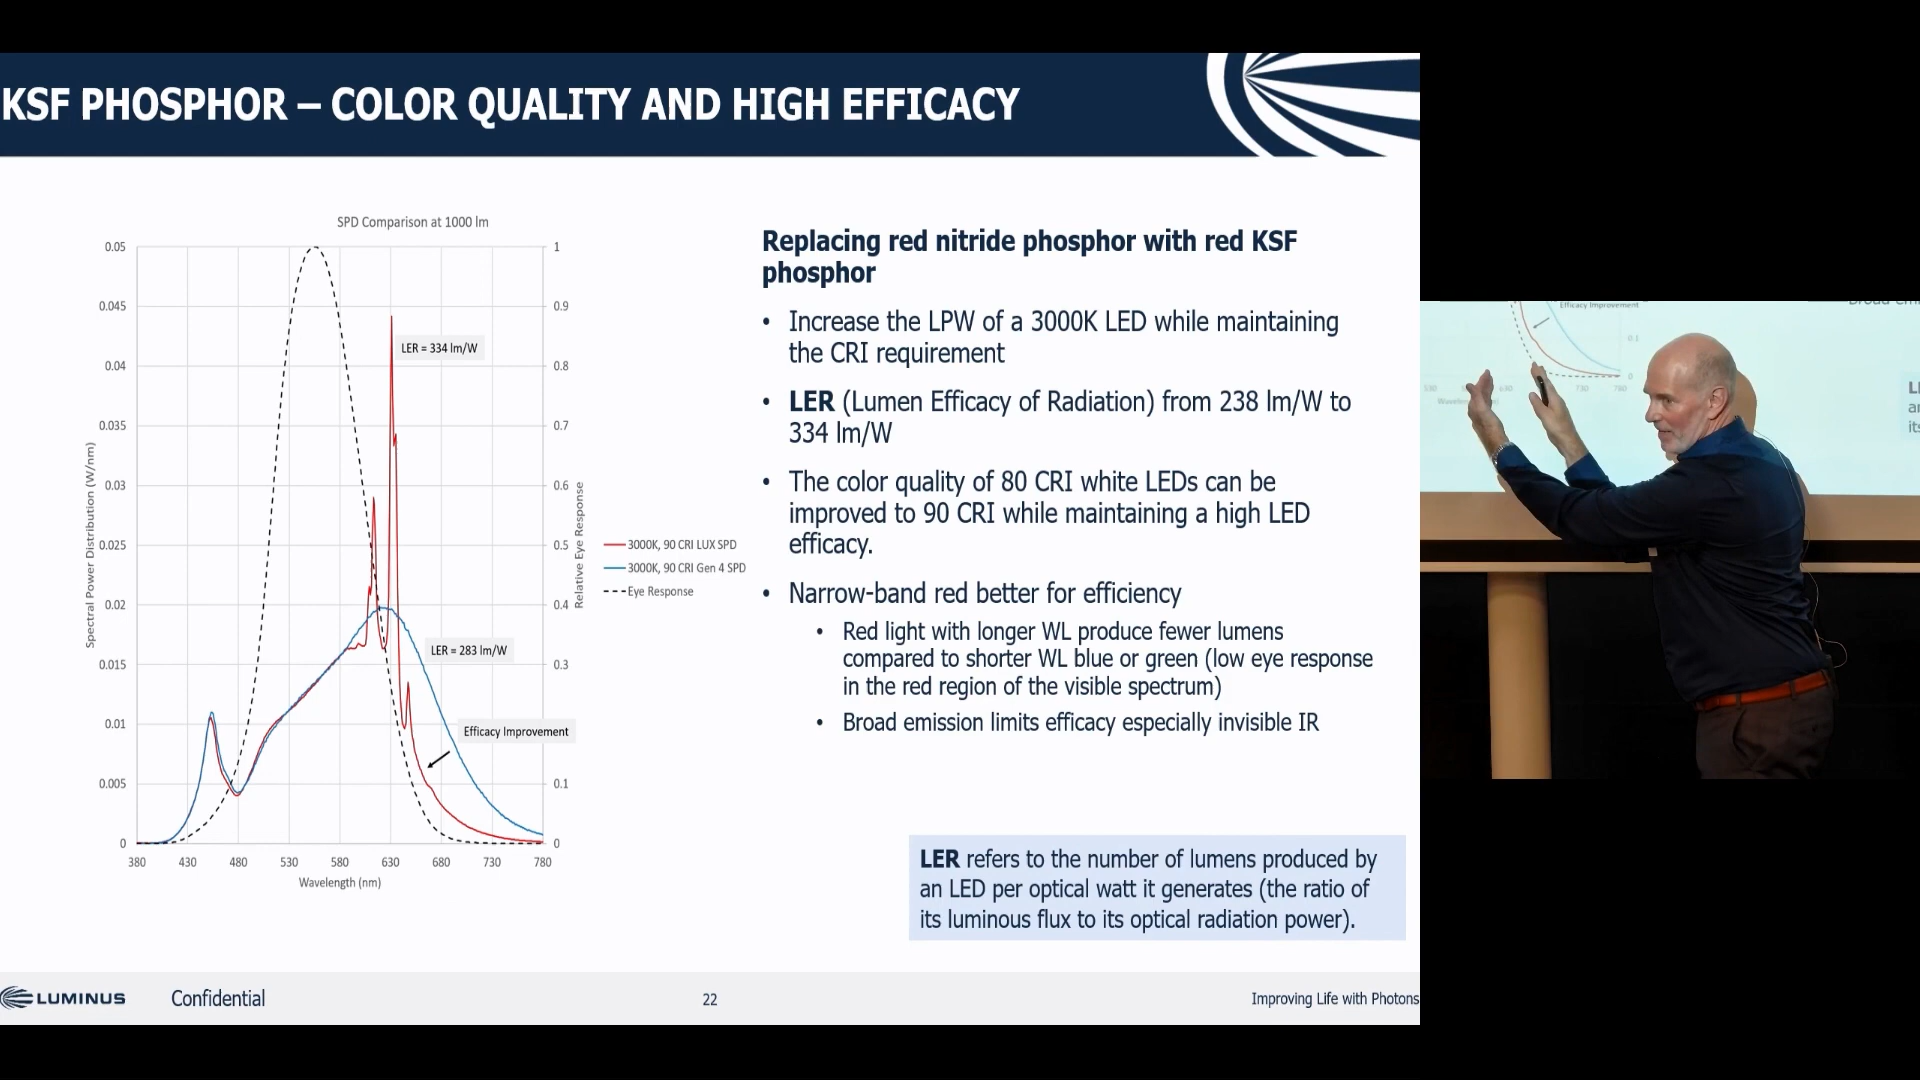 KSF PHOSPHOR – COLOR QUALITY AND HIGH EFFICACY
SPD Comparison at 1000 lm
0.05
0.045
0.04
0.035
0.03
0.025
0.02
0.015
0.01
0.005
0
Spectral Power Distribution (W/nm)
1
0.9
0.8
0.7
0.6
0.5
0.4
0.3
0.1
0
Relative Eye Response
380 430 480 530 580 630 680 730 780
Wavelength (nm)
LER = 334 lm/W
LER = 283 lm/W
Efficacy Improvement
3000K, 90 CRI LUX SPD
3000K, 90 CRI Gen 4 SPD
Eye Response
Replacing red nitride phosphor with red KSF
phosphor
• Increase the LPW of a 3000K LED while maintaining
the CRI requirement
• LER (Lumen Efficacy of Radiation) from 238 lm/W to
334 lm/W
• The color quality of 80 CRI white LEDs can be
improved to 90 CRI while maintaining a high LED
efficacy.
• Narrow-band red better for efficiency
• Red light with longer WL produce fewer lumens
compared to shorter WL blue or green (low eye response
in the red region of the visible spectrum)
• Broad emission limits efficacy especially invisible IR
LER refers to the number of lumens produced by
an LED per optical watt it generates (the ratio of
its luminous flux to its optical radiation power).
LUMINUS
Confidential
22
Improving Life with Photons
Efficacy Improvement
0.1
0
630
730
780